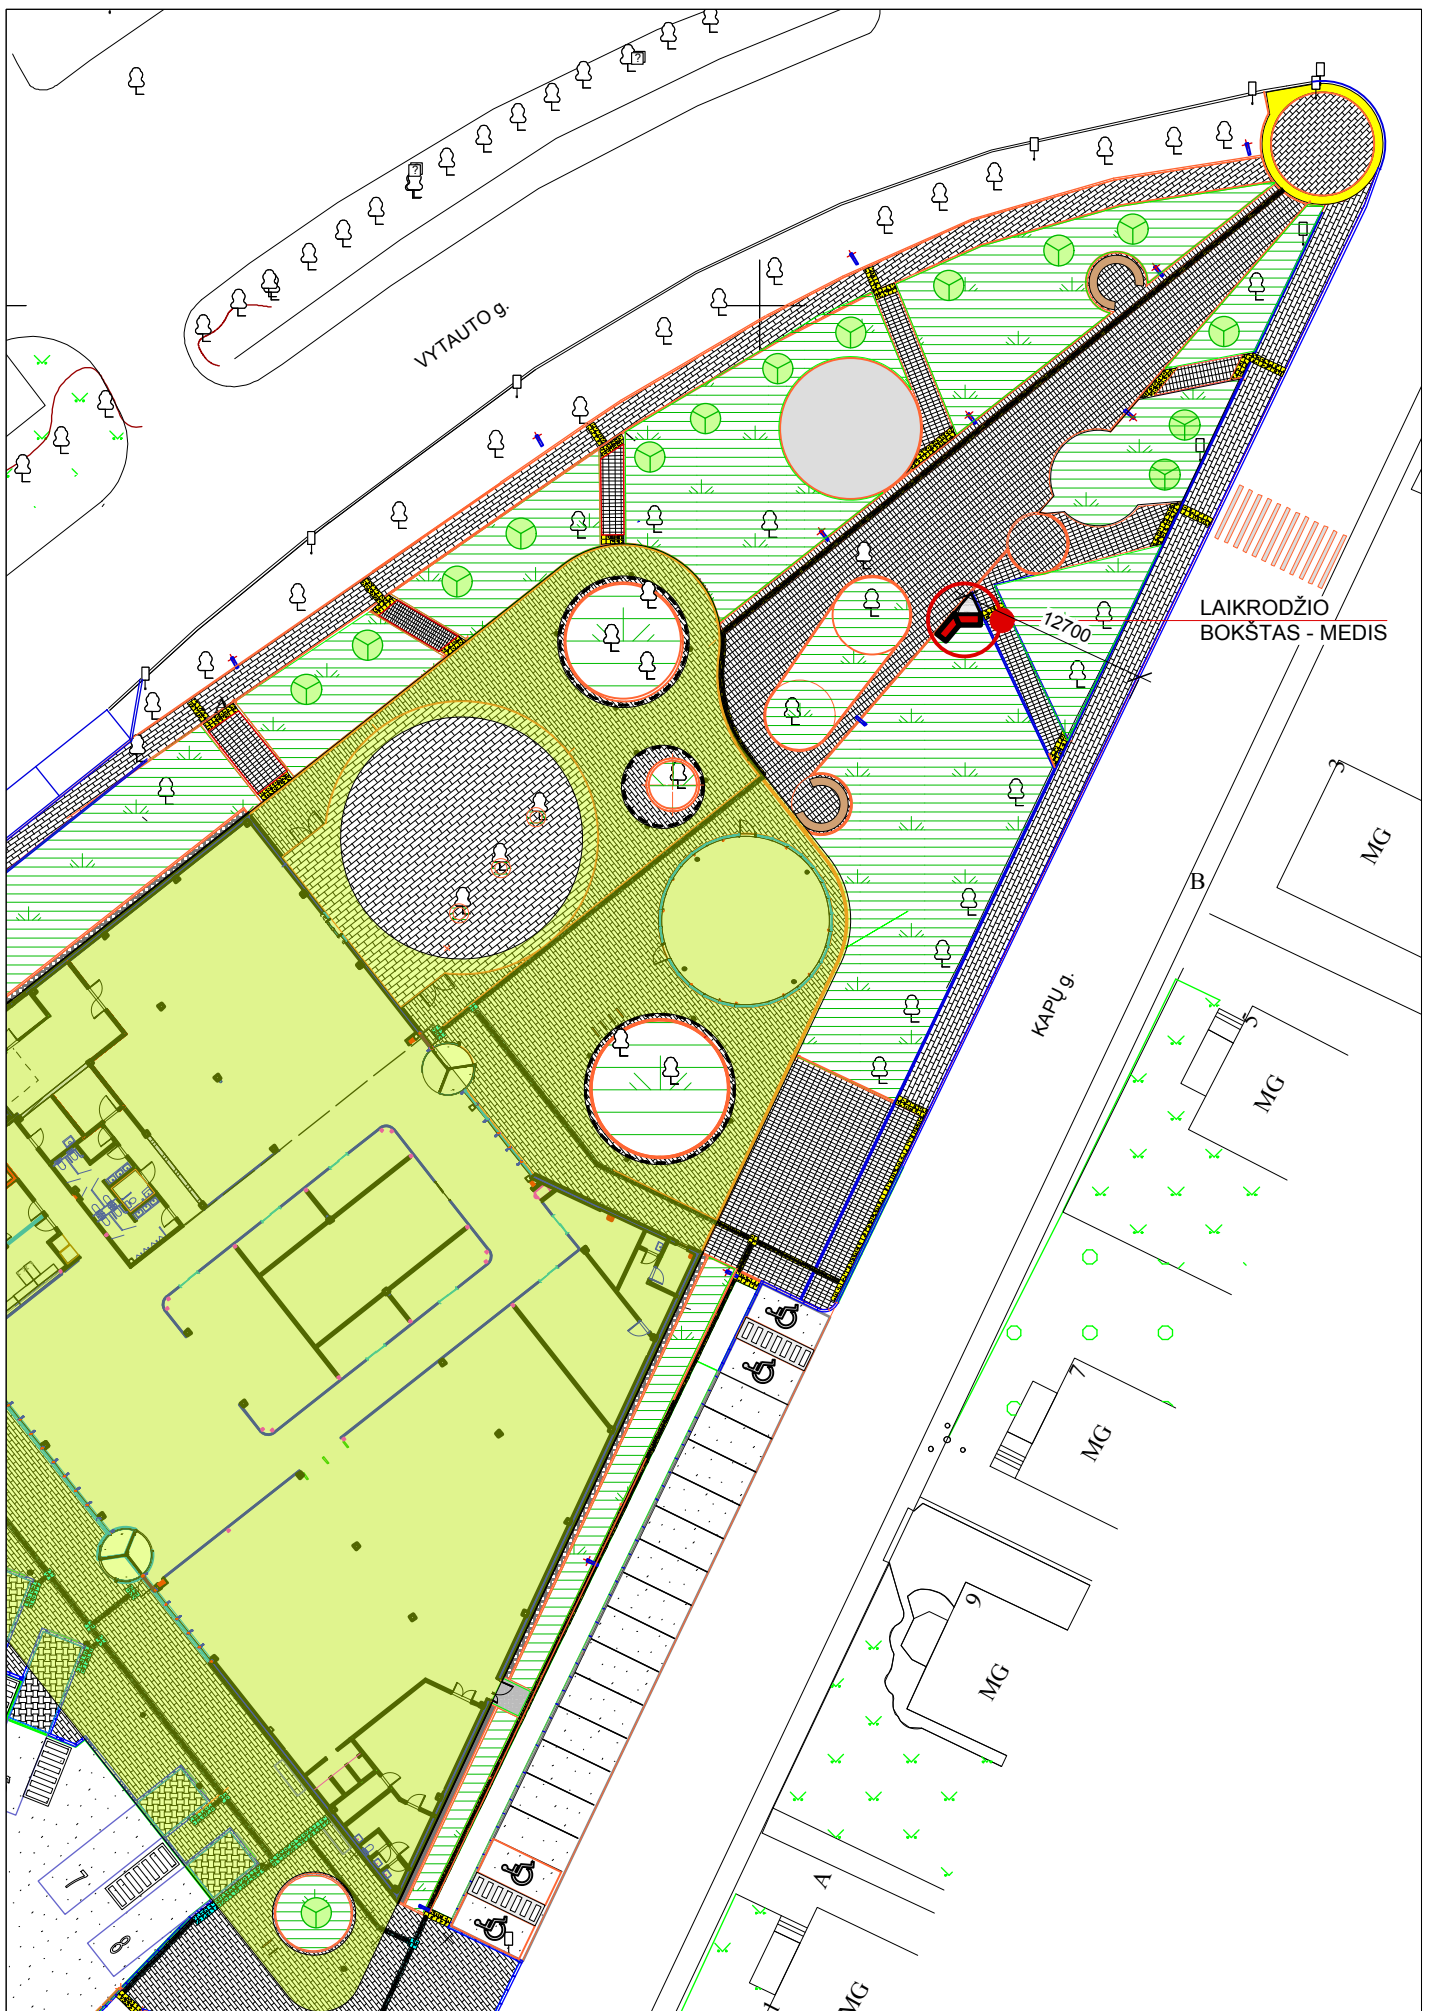 ?
?
VYTAUTO g.
LAIKRODŽIO
BOKŠTAS - MEDIS
12700
3
MG
B
KAPŲ g.
5
MG
7
MG
9
MG
A
7
8
MG